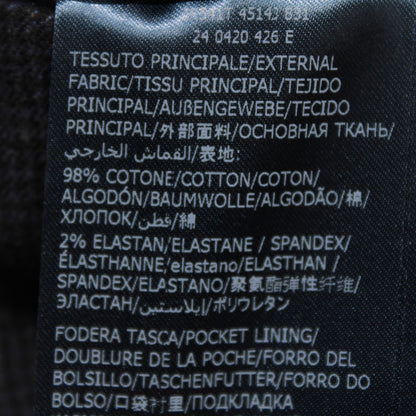 24 0420 426 E
TESSUTO PRINCIPALE/EXTERNAL
FABRIC/TISSU PRINCIPAL/TEJIDO
PRINCIPAL/AUßENGEWEBE/TECIDO
PRINCIPAL/外部面料/ОСНОВНАЯ ТКАНЬ/
القماش الخارجي/表地:
98% COTONE/COTTON/COTON/
ALGODÓN/BAUMWOLLE/ALGODÃO/棉/
ХЛОПОК/قطن/綿
2% ELASTAN/ELASTANE / SPANDEX/
ÉLASTHANNE/elastano/ELASTHAN /
SPANDEX/ELASTANO/聚氨酯弹性纤维/
ЭЛАСТАН/إيلاستين/ポリウレタン
FODERA TASCA/POCKET LINING/
DOUBLURE DE LA POCHE/FORRO DEL
BOLSILLO/TASCHENFUTTER/FORRO DO
BOLSO/口袋衬里/ПОДКЛАДКА